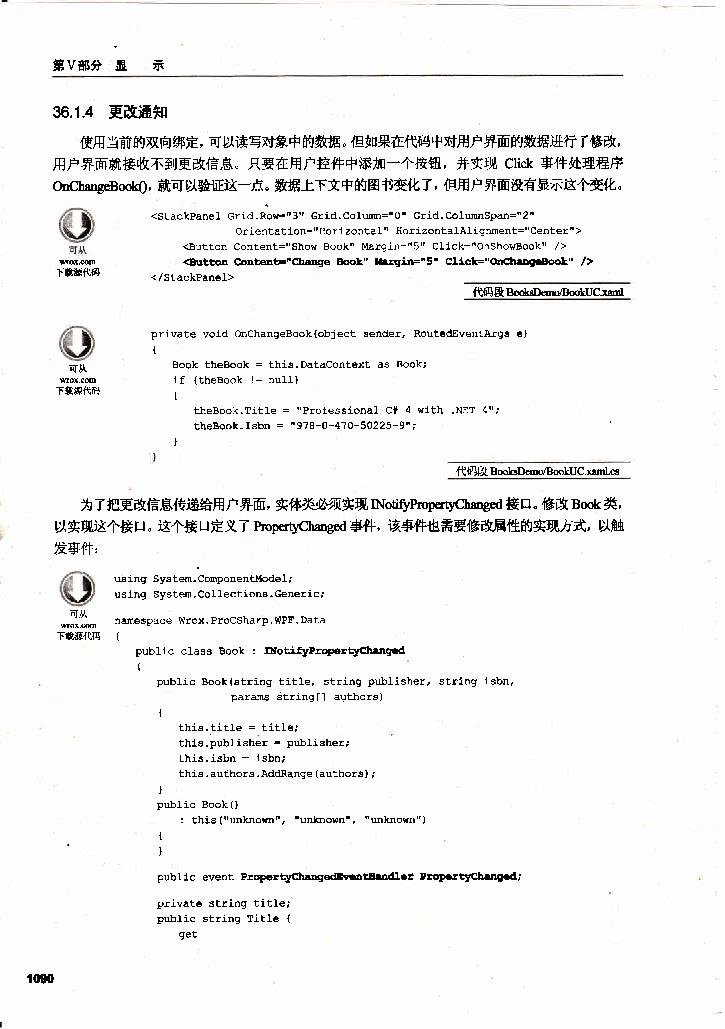 第V部分 显 示
36.1.4 更改通知
使用当前的双向绑定，可以读写对象中的数据。但如果在代码中对用户界面的数据进行了修改，
用户界面就接收不到更改信息。只要在用户控件中添加一个按钮，并实现 Click 事件处理程序
OnChangeBook()，就可以验证这一点。数据上下文中的图书变化了，但用户界面没有显示这个变化。
可从
wrox.com
下载源代码
<StackPanel Grid.Row="3" Grid.Column="0" Grid.ColumnSpan="2"
Orientation="Horizontal" HorizontalAlignment="Center">
<Button Content="Show Book" Margin="5" Click="OnShowBook" />
<Button Content="Change Book" Margin="5" Click="OnChangeBook" />
</StackPanel>
代码段 BooksDemo/BookUC.xaml
可从
wrox.com
下载源代码
private void OnChangeBook(object sender, RoutedEventArgs e)
{
Book theBook = this.DataContext as Book;
if (theBook != null)
{
theBook.Title = "Professional C# 4 with .NET 4";
theBook.Isbn = "978-0-470-50225-9";
}
}
代码段 BooksDemo/BookUC.xaml.cs
为了把更改信息传递给用户界面，实体类必须实现 INotifyPropertyChanged 接口。修改 Book 类，
以实现这个接口。这个接口定义了 PropertyChanged 事件，该事件也需要修改属性的实现方式，以触
发事件：
可从
wrox.com
下载源代码
using System.ComponentModel;
using System.Collections.Generic;
namespace Wrox.ProCSharp.WPF.Data
{
public class Book : INotifyPropertyChanged
{
public Book(string title, string publisher, string isbn,
params string[] authors)
{
this.title = title;
this.publisher = publisher;
this.isbn = isbn;
this.authors.AddRange(authors);
}
public Book()
: this("unknown", "unknown", "unknown")
{
}
public event PropertyChangedEventHandler PropertyChanged;
private string title;
public string Title {
get
1090